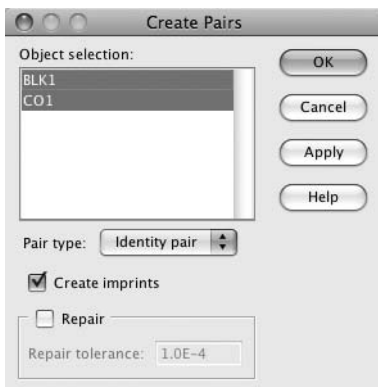 Create Pairs
Object selection:
BLK1
CO1
OK
Cancel
Apply
Help
Pair type: Identity pair
Create imprints
Repair
Repair tolerance: 1.0E-4